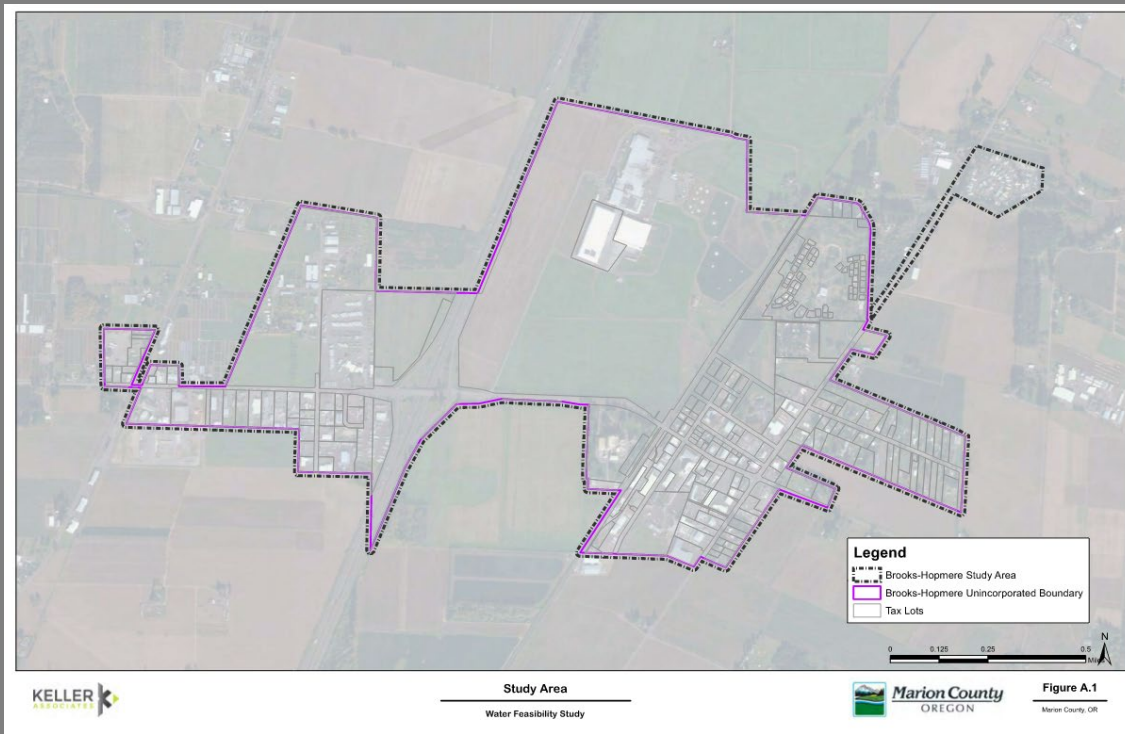 Legend
Brooks-Hopmere Study Area
Brooks-Hopmere Unincorporated Boundary
Tax Lots
N
0 0.125 0.25 0.5
Miles
KELLER
ASSOCIATES
Study Area
Water Feasibility Study
Marion County
OREGON
Figure A.1
Marion County, OR